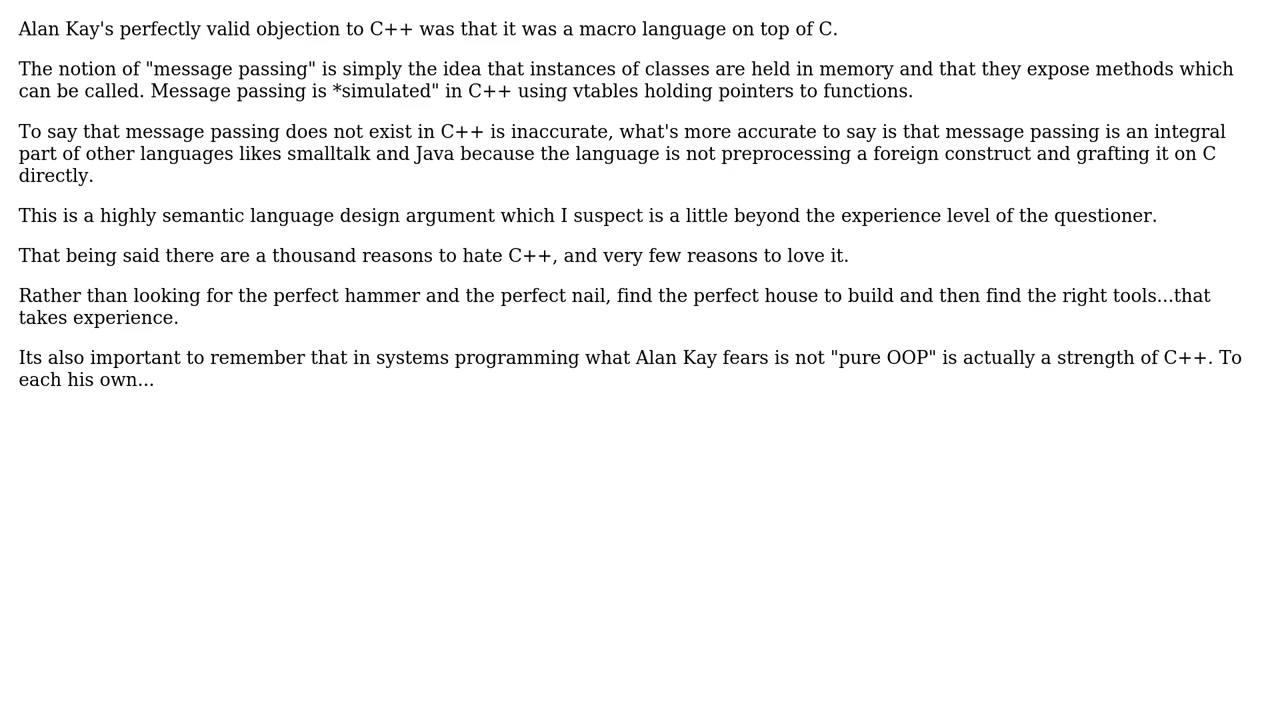 Alan Kay's perfectly valid objection to C++ was that it was a macro language on top of C.
The notion of "message passing" is simply the idea that instances of classes are held in memory and that they expose methods which
can be called. Message passing is *simulated" in C++ using vtables holding pointers to functions.
To say that message passing does not exist in C++ is inaccurate, what's more accurate to say is that message passing is an integral
part of other languages likes smalltalk and Java because the language is not preprocessing a foreign construct and grafting it on C
directly.
This is a highly semantic language design argument which I suspect is a little beyond the experience level of the questioner.
That being said there are a thousand reasons to hate C++, and very few reasons to love it.
Rather than looking for the perfect hammer and the perfect nail, find the perfect house to build and then find the right tools...that
takes experience.
Its also important to remember that in systems programming what Alan Kay fears is not "pure OOP" is actually a strength of C++. To
each his own...